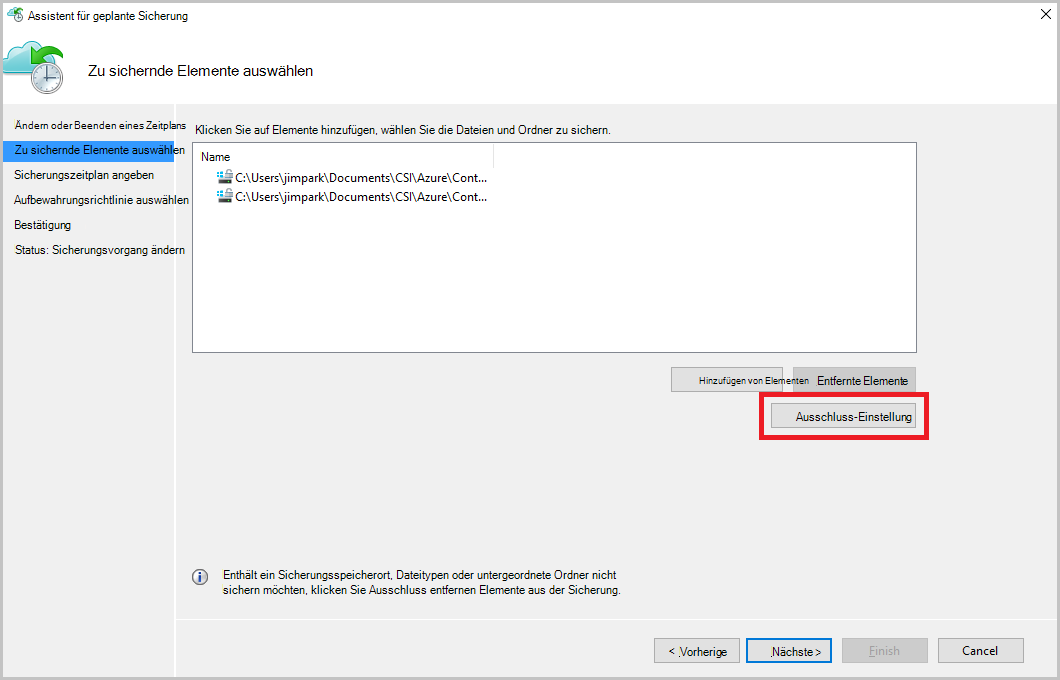 Assistent für geplante Sicherung
Zu sichernde Elemente auswählen
Ändern oder Beenden eines Zeitplans
Zu sichernde Elemente auswählen
Sicherungszeitplan angeben
Aufbewahrungsrichtlinie auswählen
Bestätigung
Status: Sicherungsvorgang ändern
Klicken Sie auf Elemente hinzufügen, wählen Sie die Dateien und Ordner zu sichern.
Name
C:\Users\jimpark\Documents\CSI\Azure\Cont...
C:\Users\jimpark\Documents\CSI\Azure\Cont...
Hinzufügen von Elementen
Entfernte Elemente
Ausschluss-Einstellung
Enthält ein Sicherungsspeicherort, Dateitypen oder untergeordnete Ordner nicht
sichern möchten, klicken Sie Ausschluss entfernen Elemente aus der Sicherung.
< Vorherige
Nächste >
Finish
Cancel